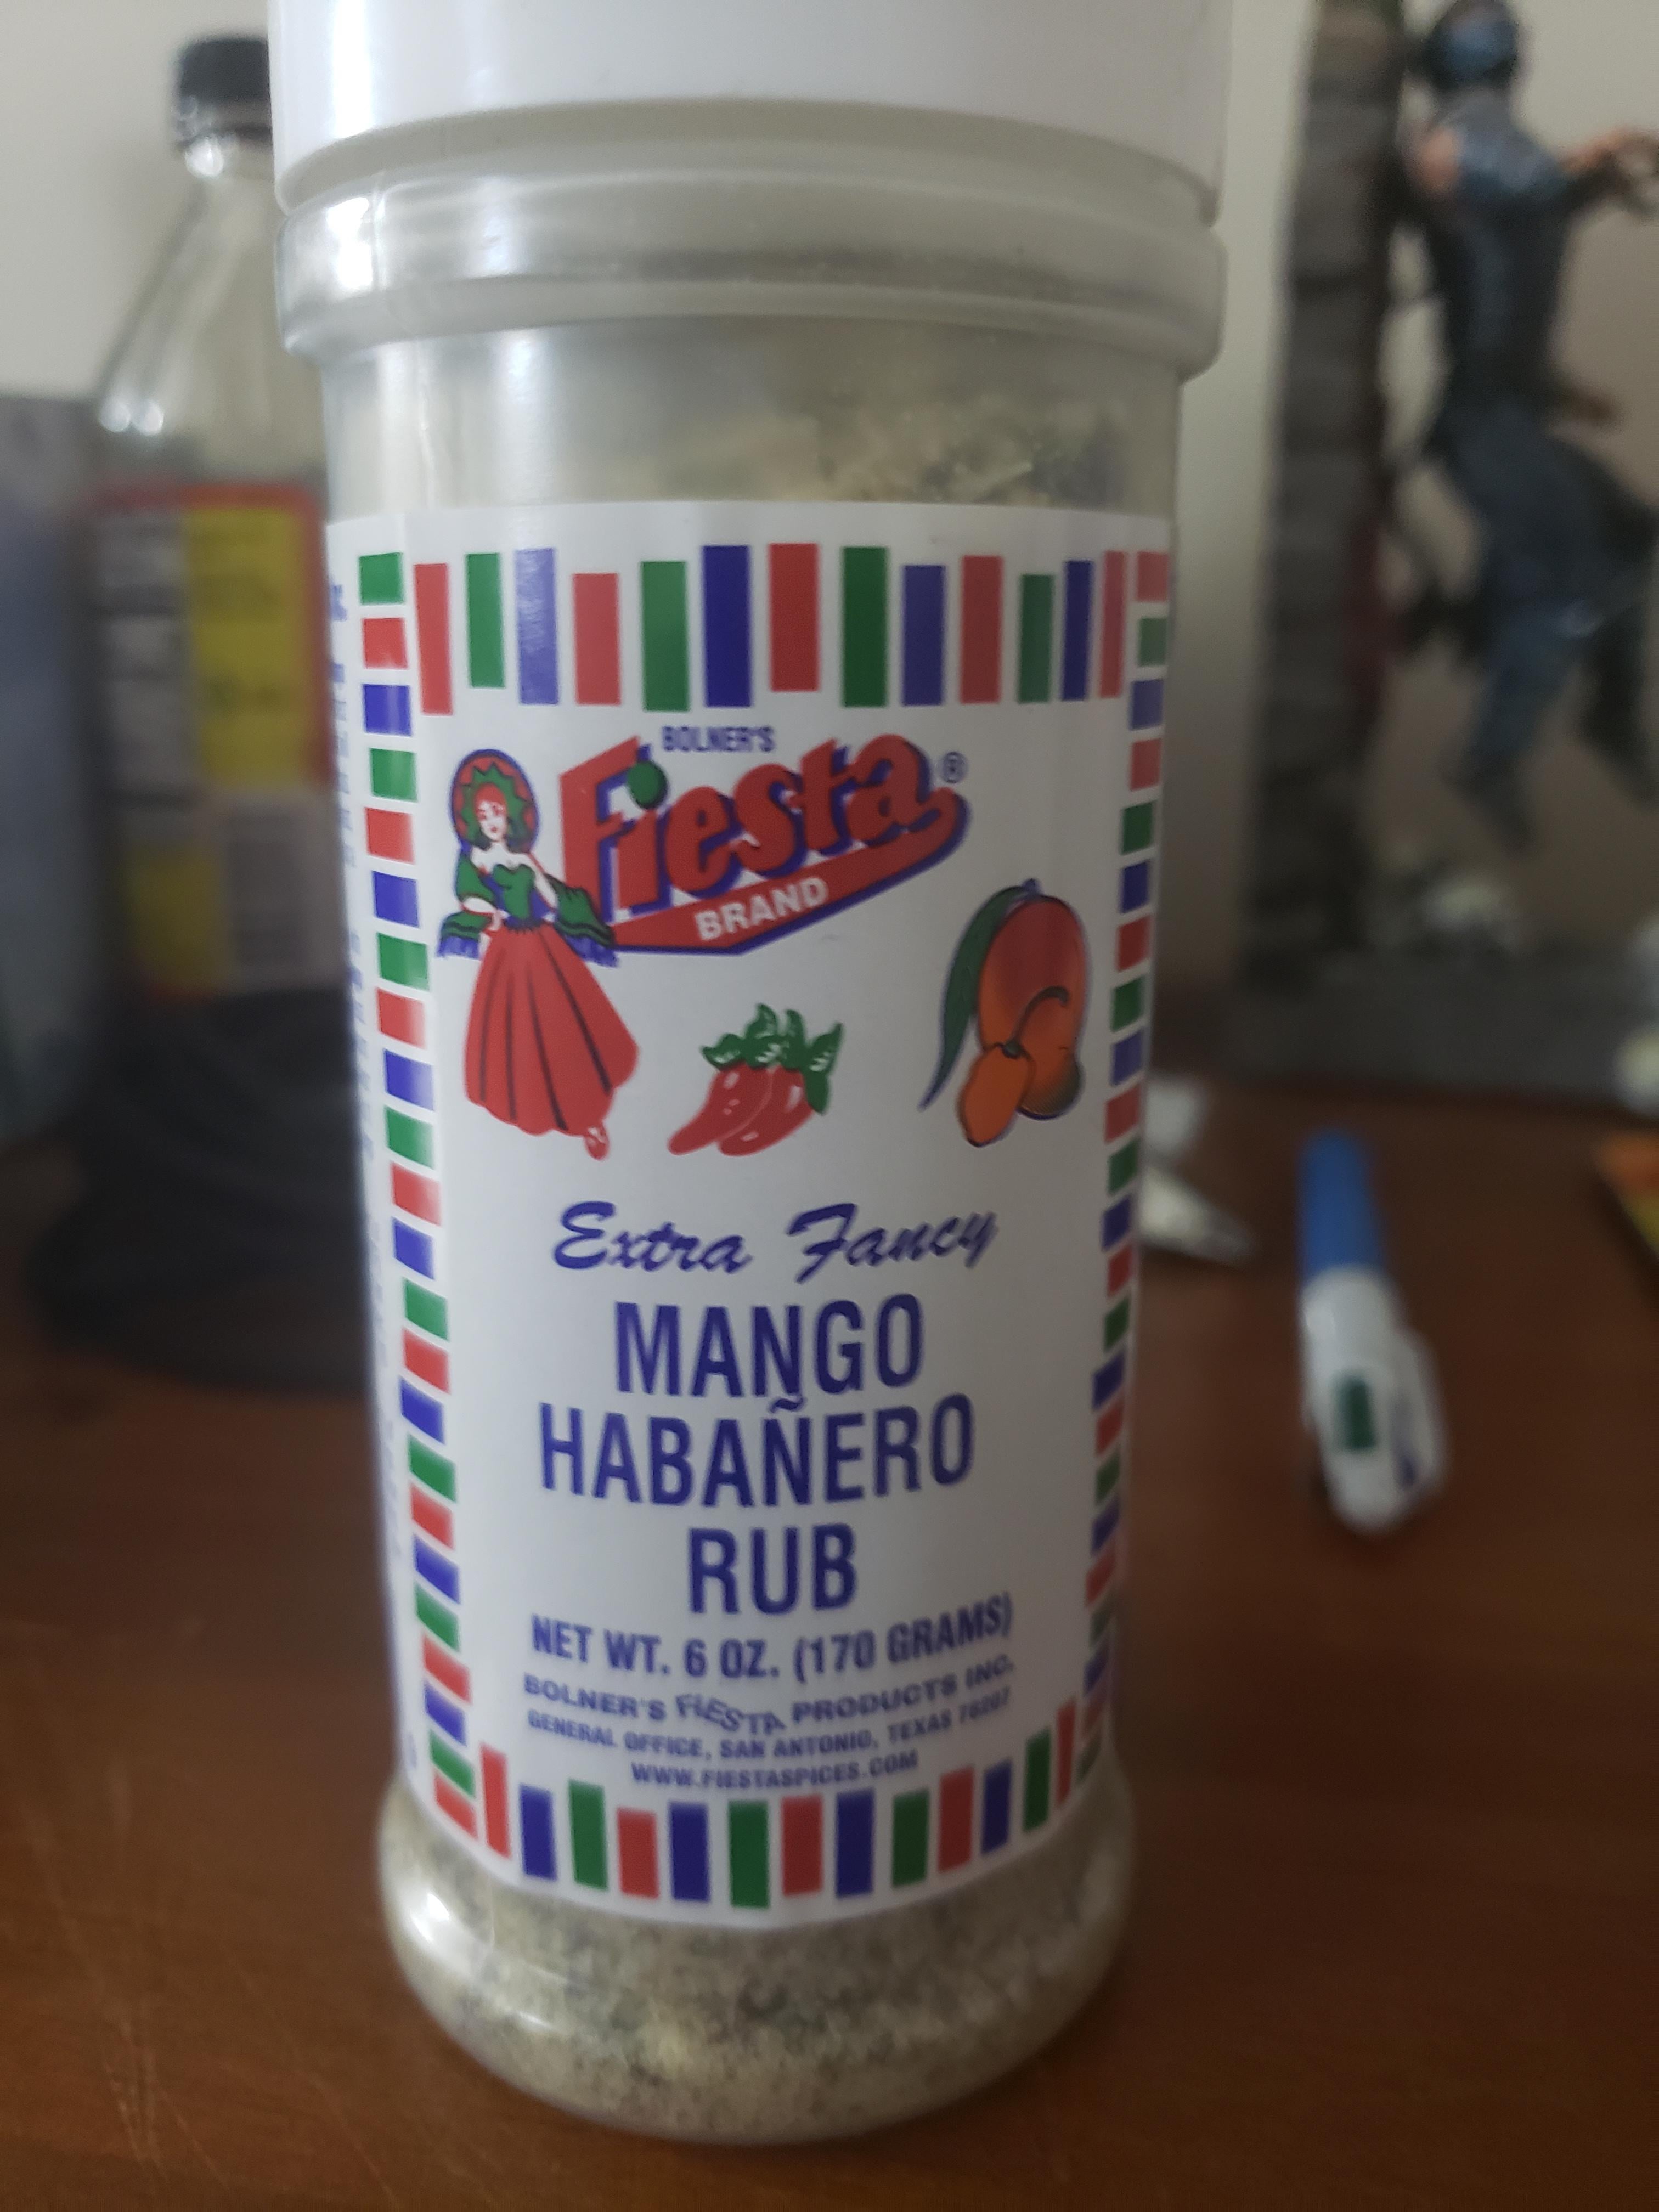 BOLNER'S
Fiesta®
BRAND
Extra Fancy
MANGO
HABAÑERO
RUB
NET WT. 6 OZ. (170 GRAMS)
BOLNER'S FIESTA PRODUCTS INC.
GENERAL OFFICE, SAN ANTONIO, TEXAS 78207
WWW.FIESTASPICES.COM